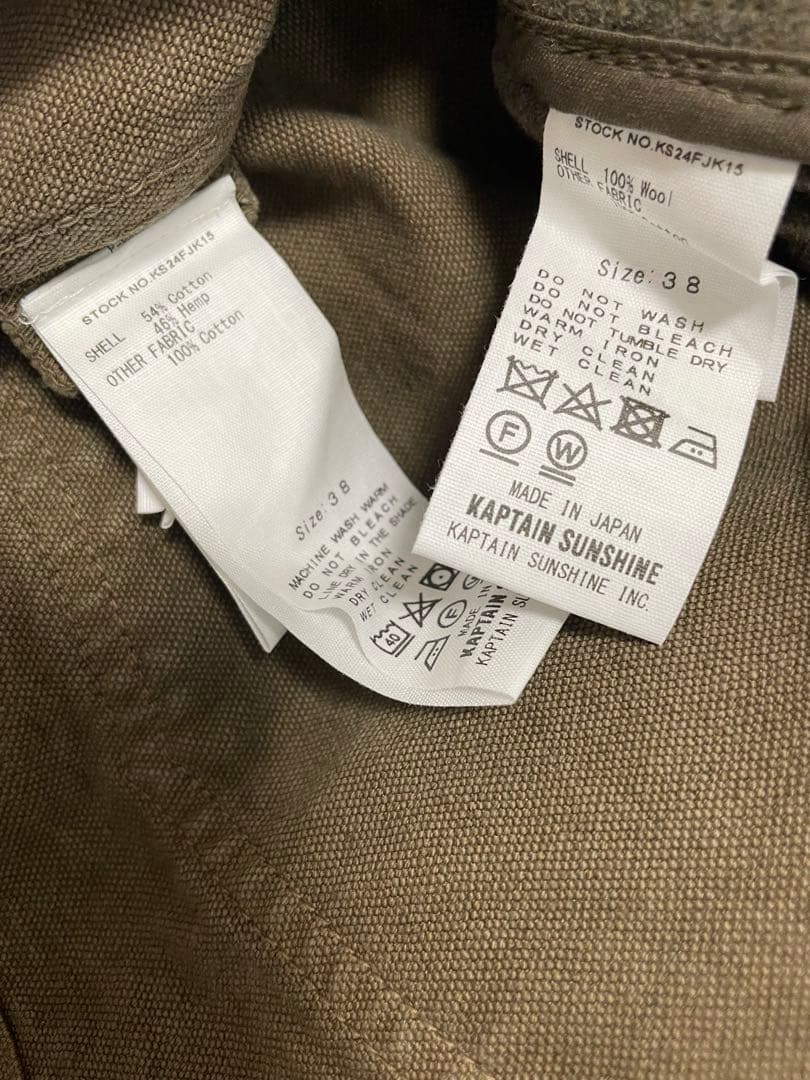 STOCK NO.KS24FJK15
SHELL 54% Cotton
46% Hemp
OTHER FABRIC
100% Cotton
Size:38
MACHINE WASH WARM
DO NOT BLEACH
LINE DRY IN THE SHADE
WARM IRON
DRY CLEAN
WET CLEAN
40
F
MADE IN
KAPTAIN
KAPTAIN SU
STOCK NO.KS24FJK15
SHELL 100% Wool
OTHER FABRIC
Size:38
DO NOT WASH
DO NOT BLEACH
DO NOT TUMBLE DRY
WARM IRON
DRY CLEAN
WET CLEAN
F
W
MADE IN JAPAN
KAPTAIN SUNSHINE
KAPTAIN SUNSHINE INC.